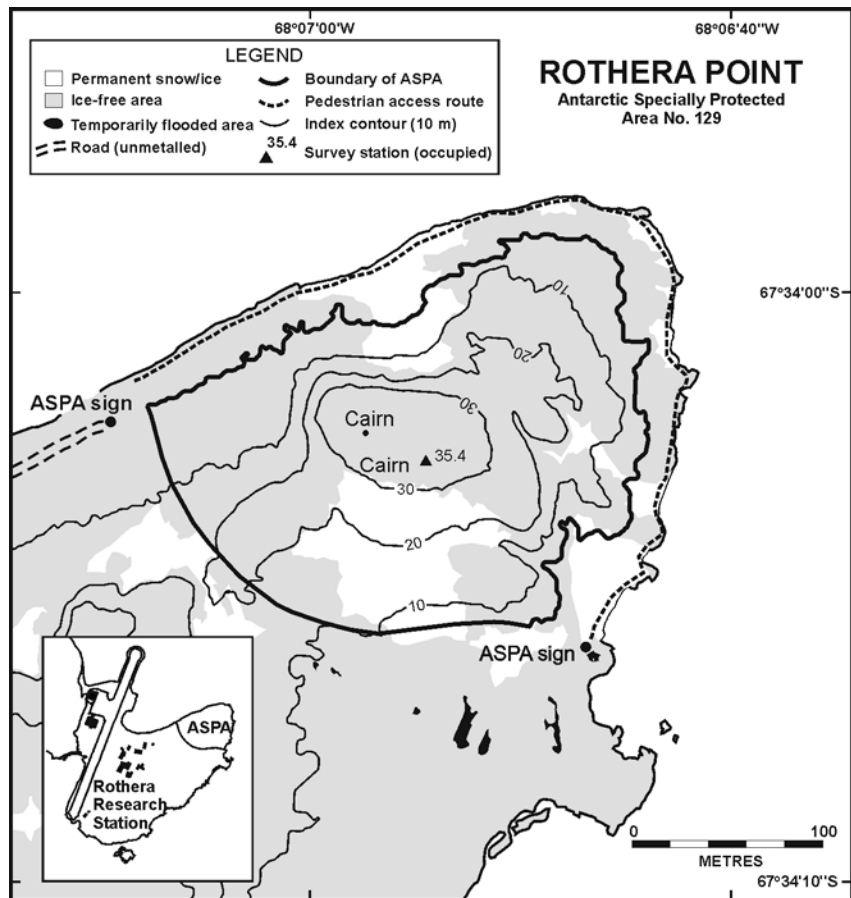 68°07'00''W
68°06'40''W
LEGEND
Permanent snow/ice
Ice-free area
Temporarily flooded area
Road (unmetalled)
Boundary of ASPA
Pedestrian access route
Index contour (10 m)
35.4
Survey station (occupied)
ROTHERA POINT
Antarctic Specially Protected
Area No. 129
67°34'00''S
10
20
30
ASPA sign
Cairn
Cairn
35.4
30
20
10
ASPA sign
ASPA
Rothera
Research
Station
0
100
METRES
67°34'10''S